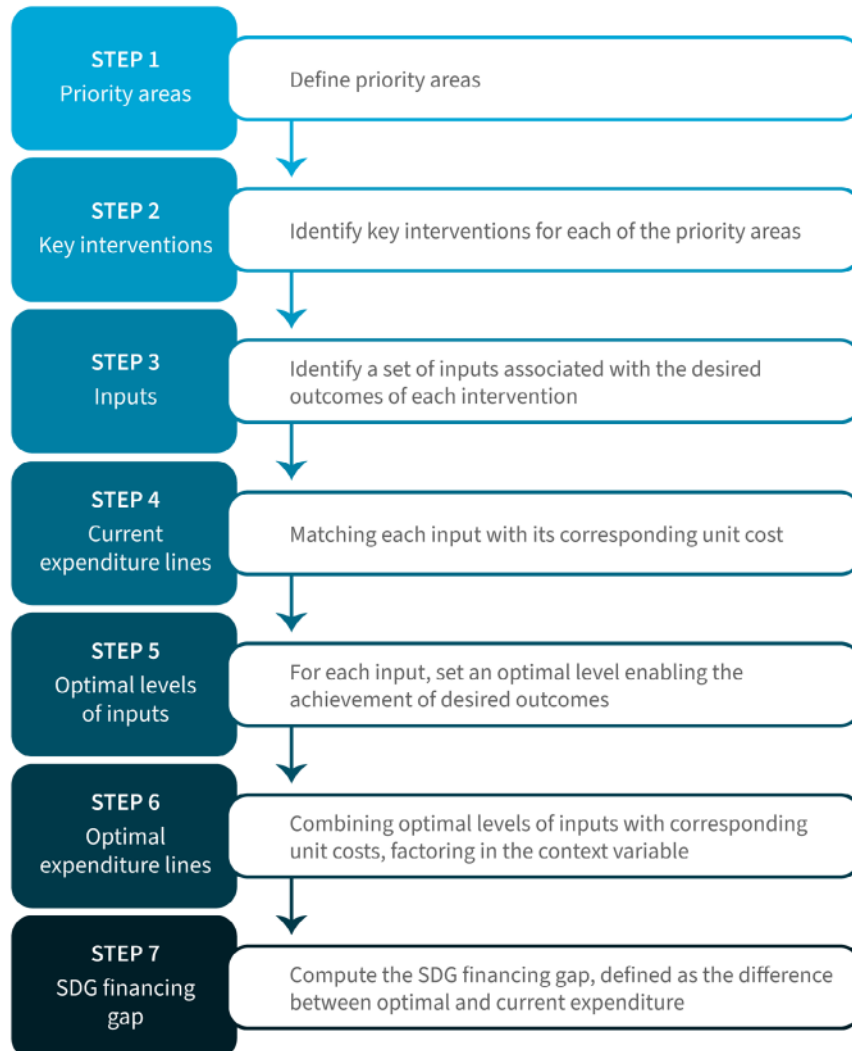 STEP 1
Priority areas
Define priority areas
STEP 2
Key interventions
Identify key interventions for each of the priority areas
STEP 3
Inputs
Identify a set of inputs associated with the desired
outcomes of each intervention
STEP 4
Current
expenditure lines
Matching each input with its corresponding unit cost
STEP 5
Optimal levels
of inputs
For each input, set an optimal level enabling the
achievement of desired outcomes
STEP 6
Optimal
expenditure lines
Combining optimal levels of inputs with corresponding
unit costs, factoring in the context variable
STEP 7
SDG financing
gap
Compute the SDG financing gap, defined as the difference
between optimal and current expenditure